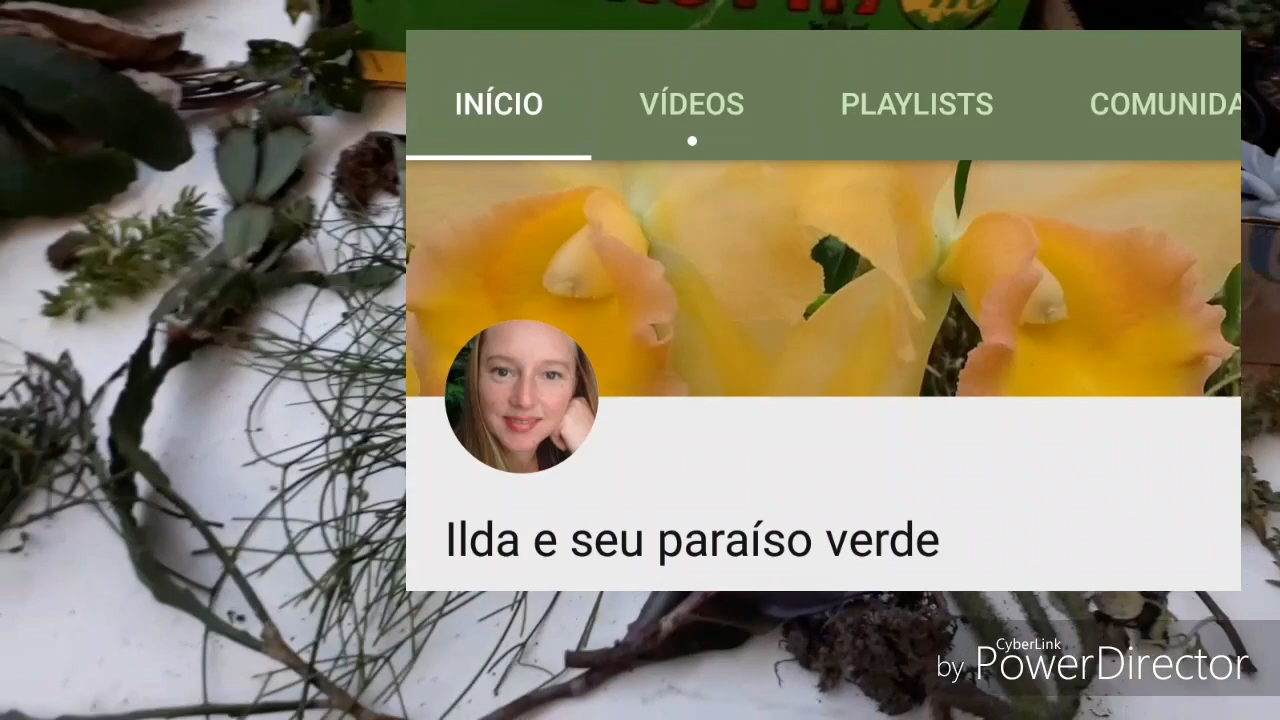 INÍCIO VÍDEOS PLAYLISTS COMUNIDA
Ilda e seu paraíso verde
CyberLink
by PowerDirector